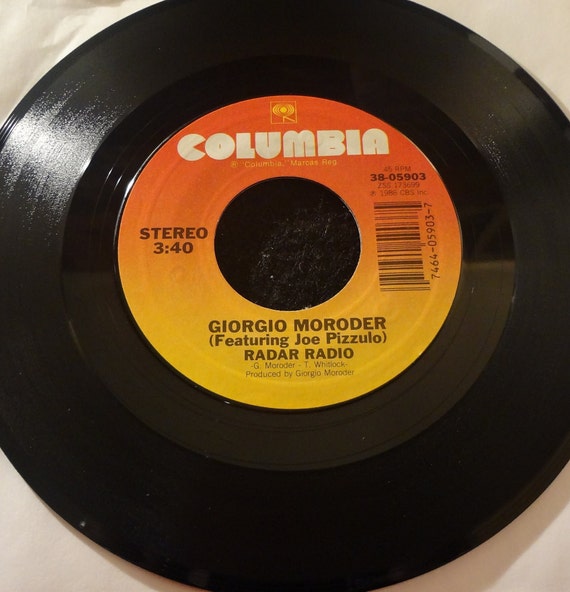 COLUMBIA
® Columbia, Marcas Reg.
45 RPM
38-05903
ZSS 173699
℗ 1986 CBS Inc.
7464-05903-7
STEREO
3:40
GIORGIO MORODER
(Featuring Joe Pizzulo)
RADAR RADIO
-G. Moroder - T. Whitlock-
Produced by Giorgio Moroder